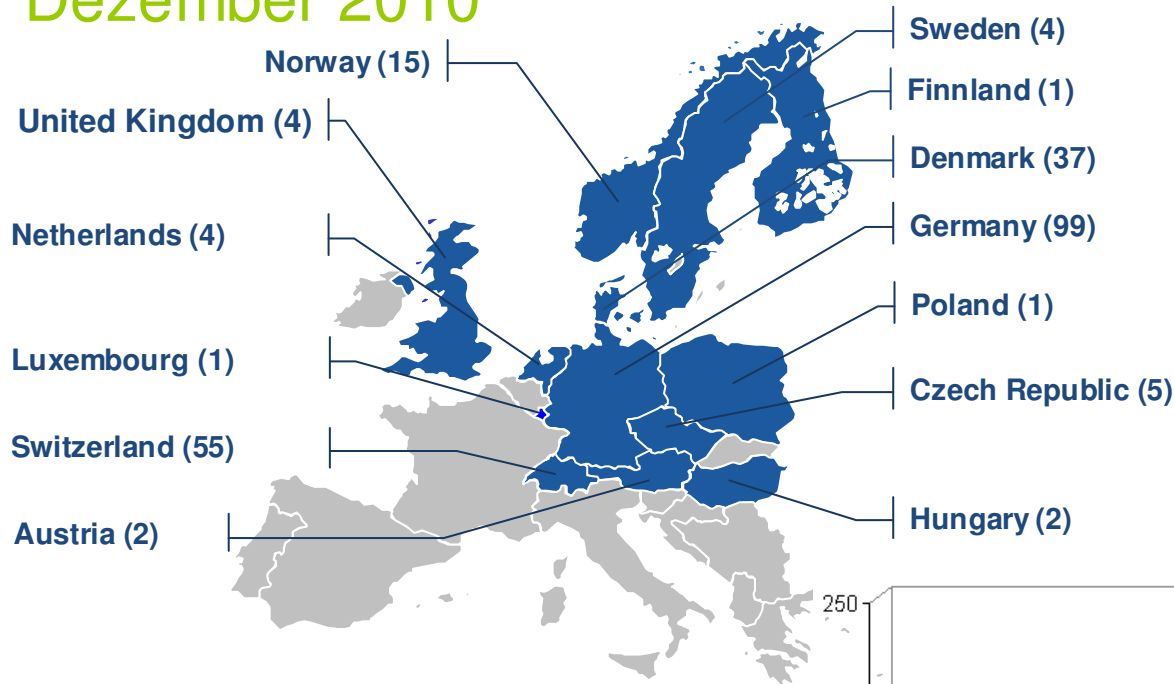 Dezember 2010
Norway (15)
United Kingdom (4)
Netherlands (4)
Luxembourg (1)
Switzerland (55)
Austria (2)
Sweden (4)
Finnland (1)
Denmark (37)
Germany (99)
Poland (1)
Czech Republic (5)
Hungary (2)
250